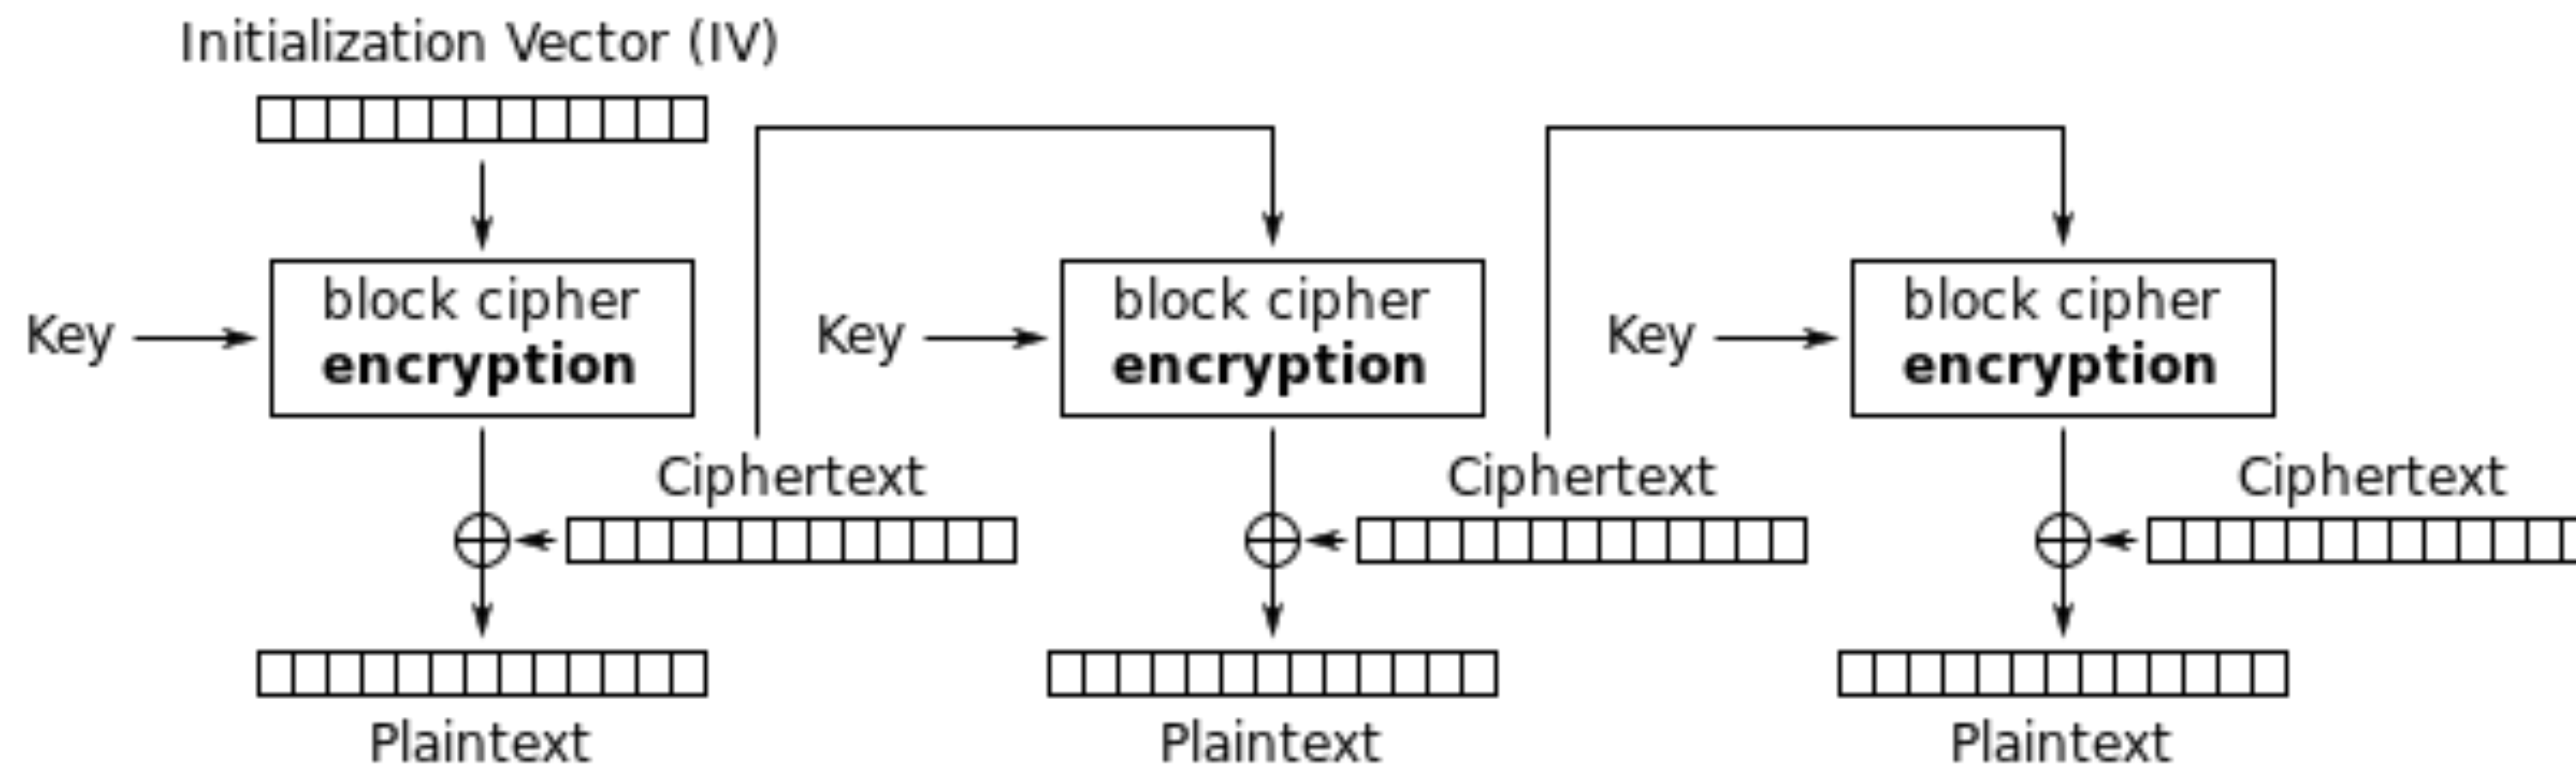 Initialization Vector (IV)
Key
block cipher
encryption
Ciphertext
Plaintext
Key
block cipher
encryption
Ciphertext
Plaintext
Key
block cipher
encryption
Ciphertext
Plaintext